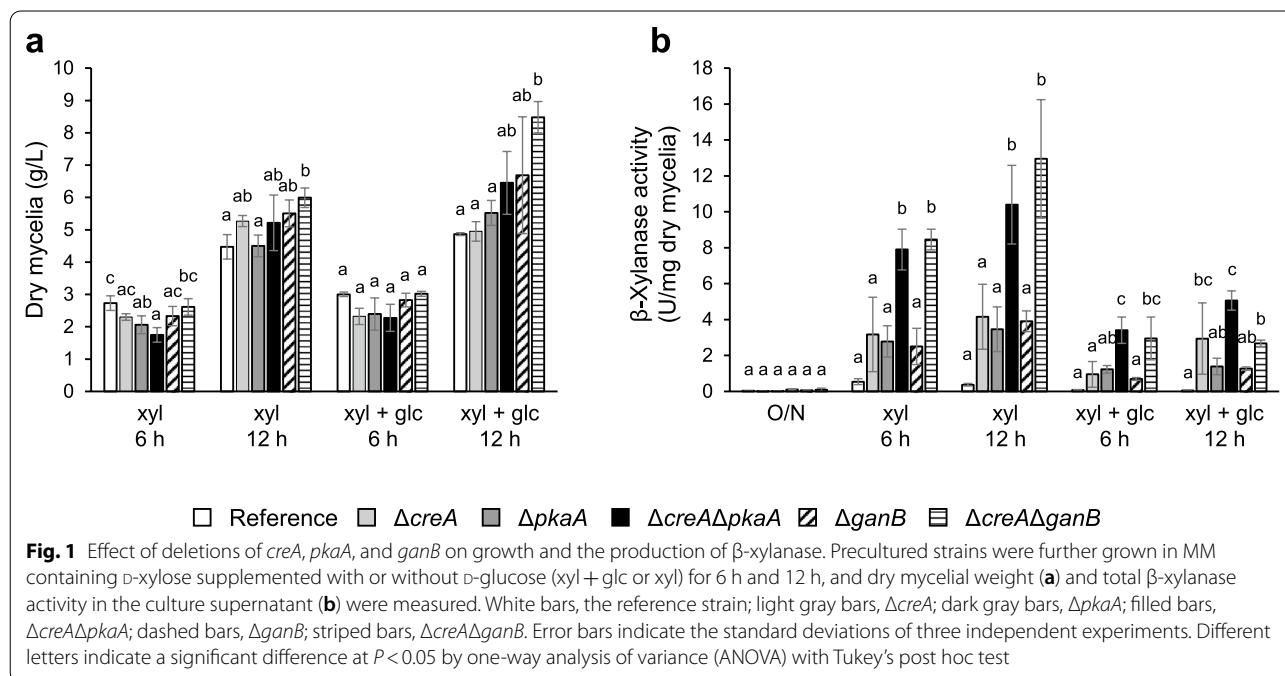 a
Dry mycelia (g/L)
10
9
8
7
6
5
4
3
2
1
0
c ac ab a ac bc
a ab a ab ab b
a a a a a a
a a a ab ab b
xyl xyl xyl + glc xyl + glc
6 h 12 h 6 h 12 h
b
β-Xylanase activity
(U/mg dry mycelia)
18
16
14
12
10
8
6
4
2
0
a a a a a a
a a a b a b
a a a b a b
a a ab c a bc
a bc ab c ab b
O/N xyl xyl xyl + glc xyl + glc
6 h 12 h 6 h 12 h
Reference ΔcreA ΔpkaA ΔcreAΔpkaA ΔganB ΔcreAΔganB
Fig. 1 Effect of deletions of creA, pkaA, and ganB on growth and the production of β-xylanase. Precultured strains were further grown in MM
containing D-xylose supplemented with or without D-glucose (xyl + glc or xyl) for 6 h and 12 h, and dry mycelial weight (a) and total β-xylanase
activity in the culture supernatant (b) were measured. White bars, the reference strain; light gray bars, ΔcreA; dark gray bars, ΔpkaA; filled bars,
ΔcreAΔpkaA; dashed bars, ΔganB; striped bars, ΔcreAΔganB. Error bars indicate the standard deviations of three independent experiments. Different
letters indicate a significant difference at P < 0.05 by one-way analysis of variance (ANOVA) with Tukey's post hoc test